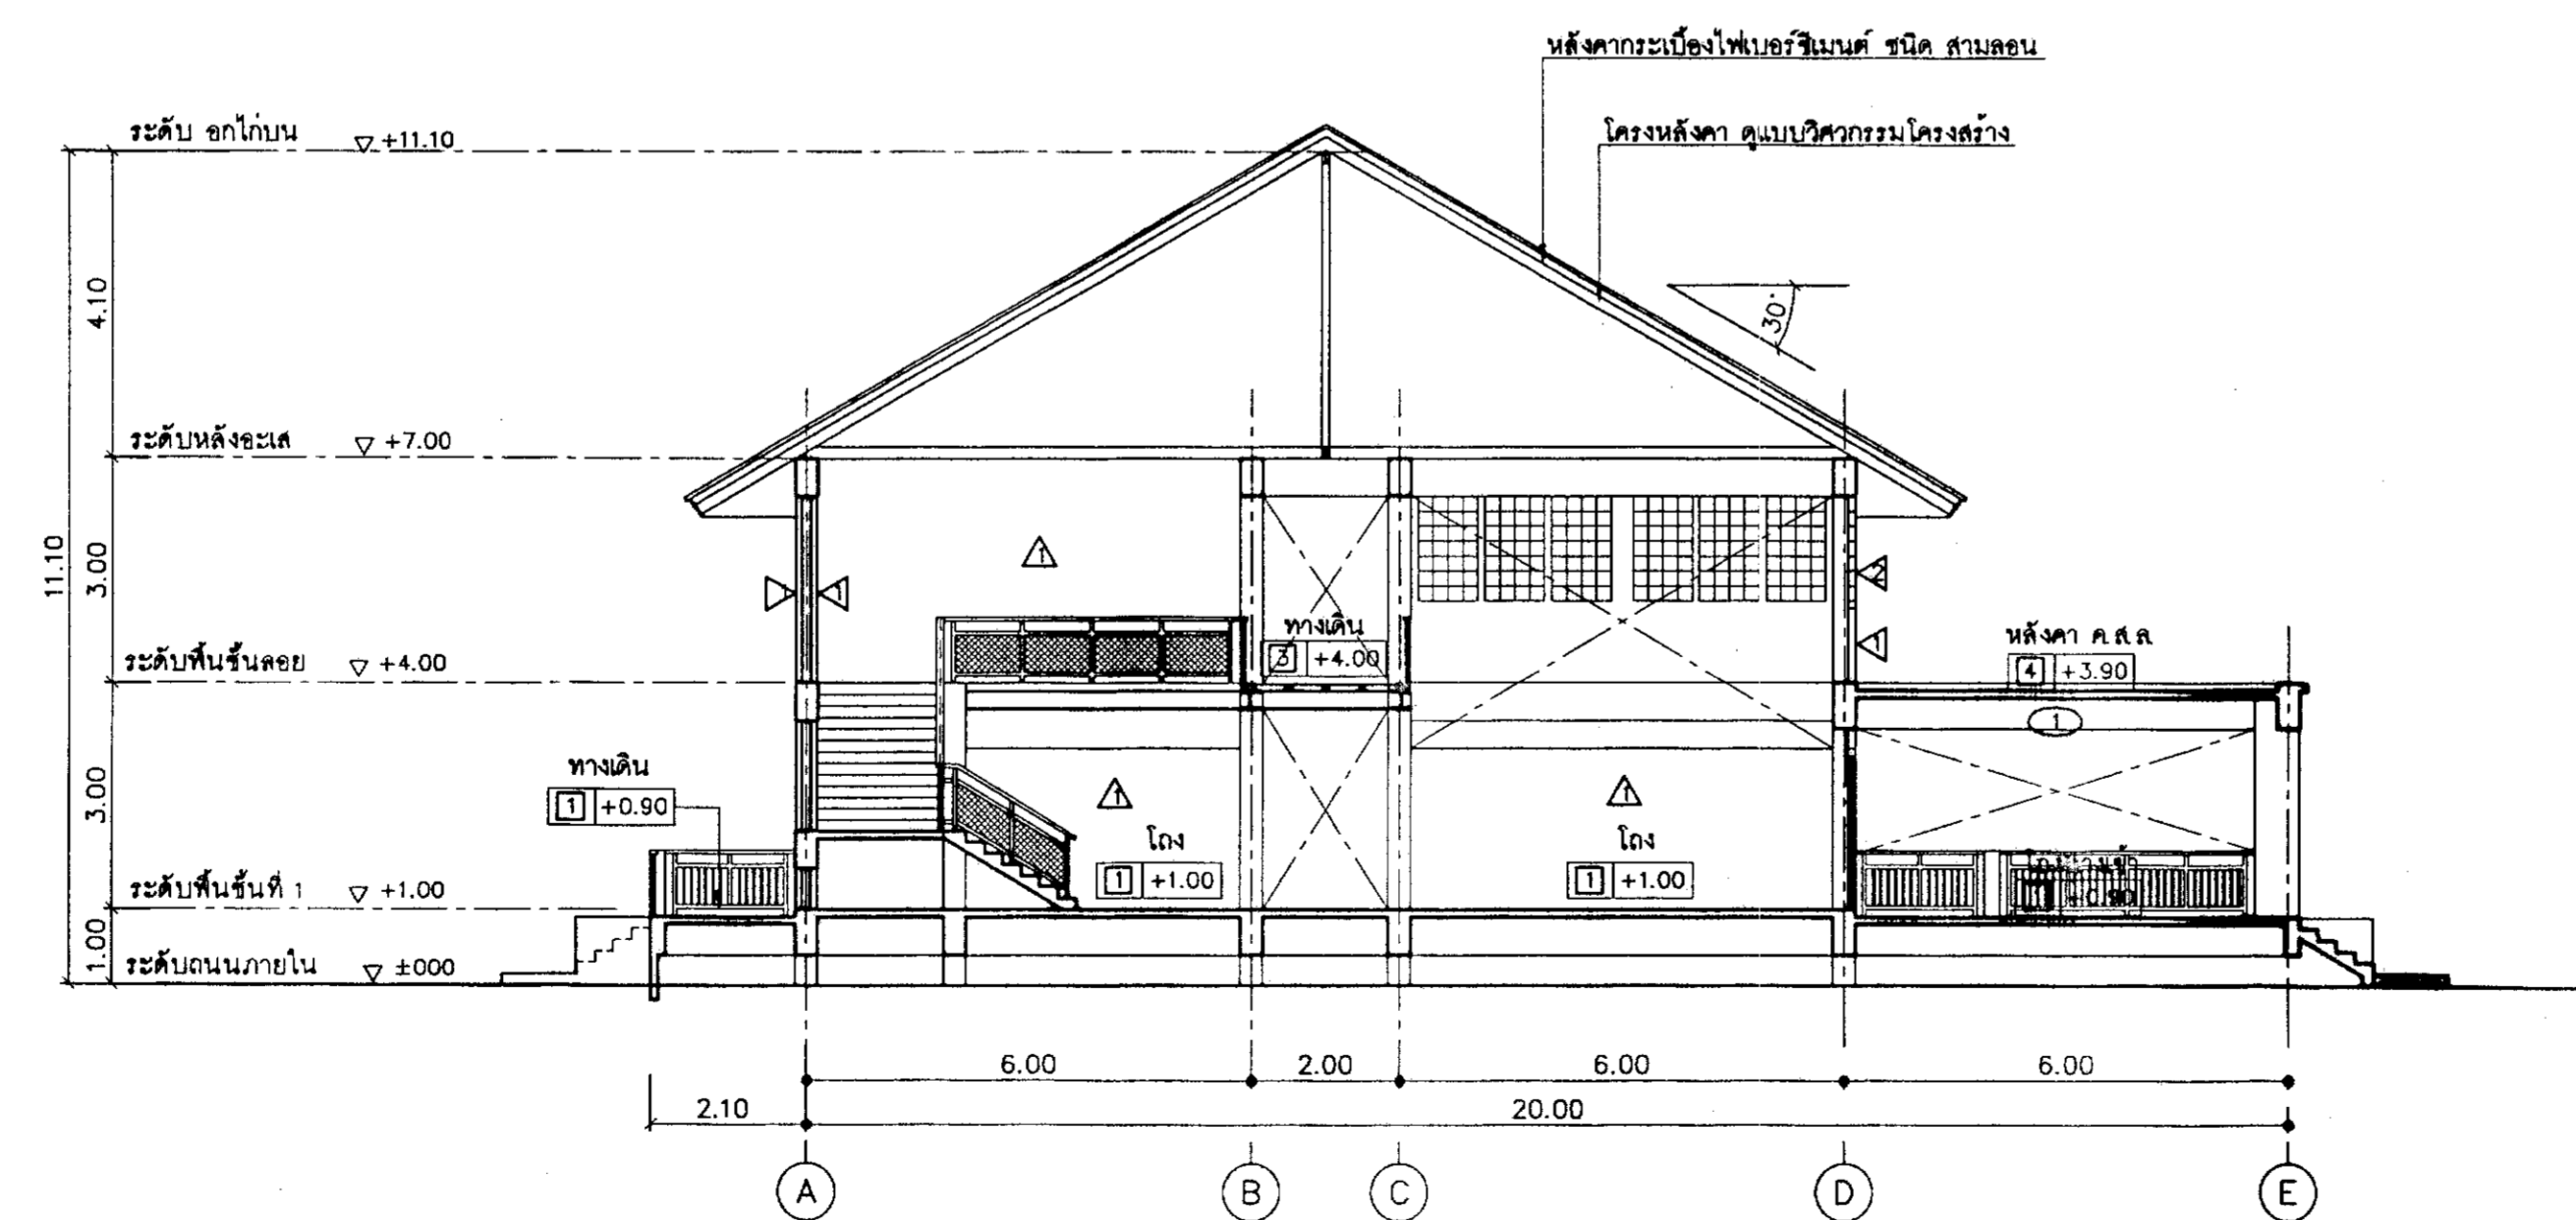 หลังคากระเบื้องไฟเบอร์ซีเมนต์ ชนิด สามลอน
โครงหลังคา ดูแบบวิศวกรรมโครงสร้าง
ระดับ อกไก่บน +11.10
30°
4.10
ระดับหลังอะเส +7.00
11.10
3.00
1
1
1
2
1
ทางเดิน
3 +4.00
หลังคา ค.ส.ล.
4 +3.90
ระดับพื้นชั้นลอย +4.00
1
3.00
ทางเดิน
1 +0.90
1
โถง
1 +1.00
1
โถง
1 +1.00
+0.90
ระดับพื้นชั้นที่ 1 +1.00
1.00
ระดับถนนภายใน ±000
6.00 2.00 6.00 6.00
2.10 20.00
A B C D E